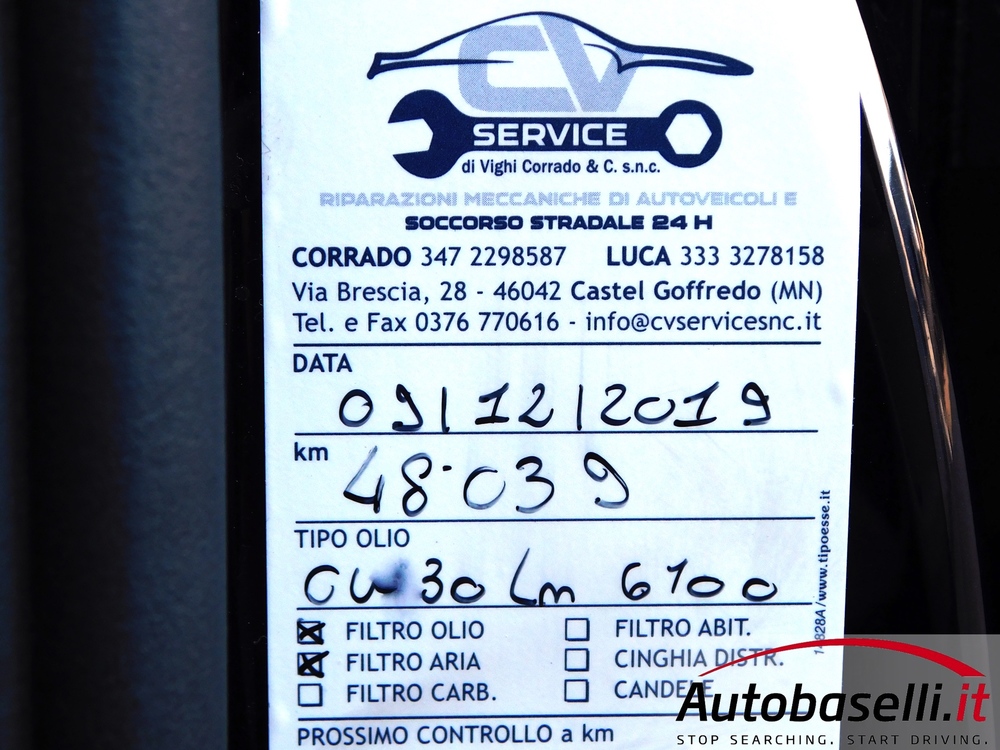 CV
SERVICE
di Vighi Corrado & C. s.n.c.
RIPARAZIONI MECCANICHE DI AUTOVEICOLI E
SOCCORSO STRADALE 24 H
CORRADO 347 2298587 LUCA 333 3278158
Via Brescia, 28 - 46042 Castel Goffredo (MN)
Tel. e Fax 0376 770616 - info@cvservicesnc.it
DATA
09/12/2019
km 48.039
TIPO OLIO
0W30 Lm 6100
FILTRO OLIO FILTRO ABIT.
FILTRO ARIA CINGHIA DISTR.
FILTRO CARB. CANDELE
PROSSIMO CONTROLLO a km
828A/www.tipoesse.it
Autobaselli.it
STOP SEARCHING. START DRIVING.